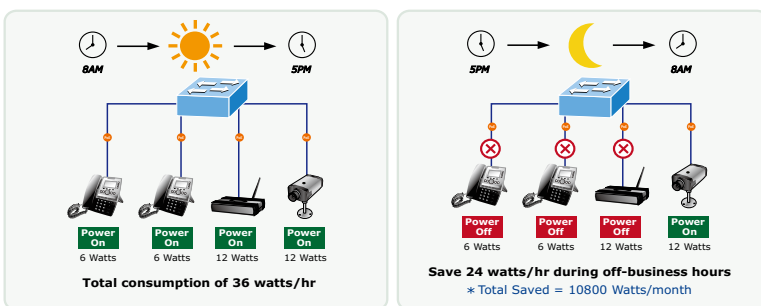 8AM
5PM
Power On
Power On
Power On
Power On
6 Watts
6 Watts
12 Watts
12 Watts
Total consumption of 36 watts/hr
5PM
8AM
Power Off
Power Off
Power Off
Power On
6 Watts
6 Watts
12 Watts
12 Watts
Save 24 watts/hr during off-business hours
* Total Saved = 10800 Watts/month